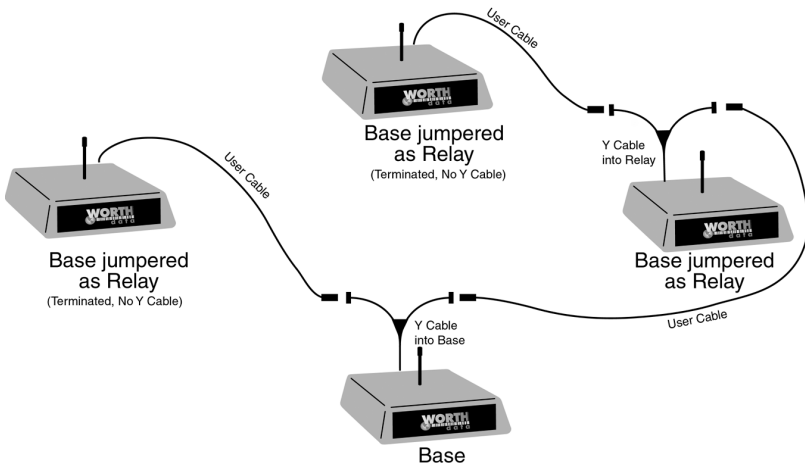 User Cable
WORTH
data
Base jumpered
as Relay
(Terminated, No Y Cable)
Y Cable
into Relay
User Cable
WORTH
data
Base jumpered
as Relay
(Terminated, No Y Cable)
WORTH
data
Base jumpered
as Relay
User Cable
Y Cable
into Base
WORTH
data
Base